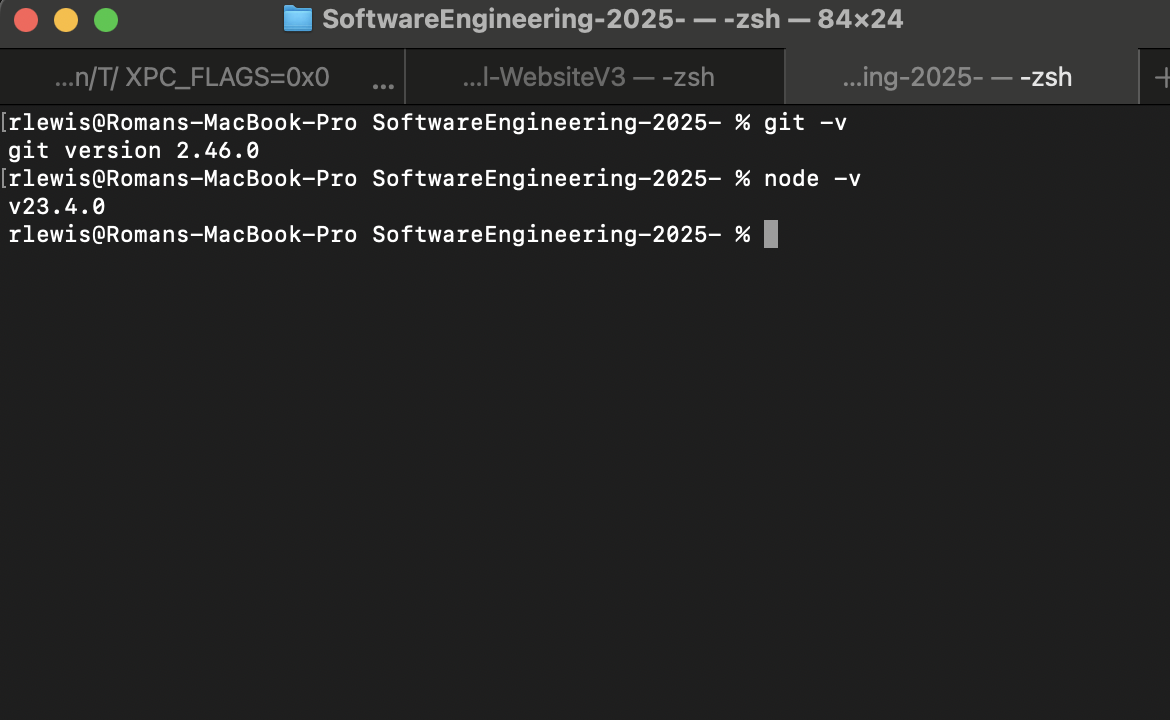 SoftwareEngineering-2025- — -zsh — 84×24
...n/T/ XPC_FLAGS=0x0 ... ...l-WebsiteV3 — -zsh ...ing-2025- — -zsh +
[rlewis@Romans-MacBook-Pro SoftwareEngineering-2025- % git -v
git version 2.46.0
[rlewis@Romans-MacBook-Pro SoftwareEngineering-2025- % node -v
v23.4.0
rlewis@Romans-MacBook-Pro SoftwareEngineering-2025- %